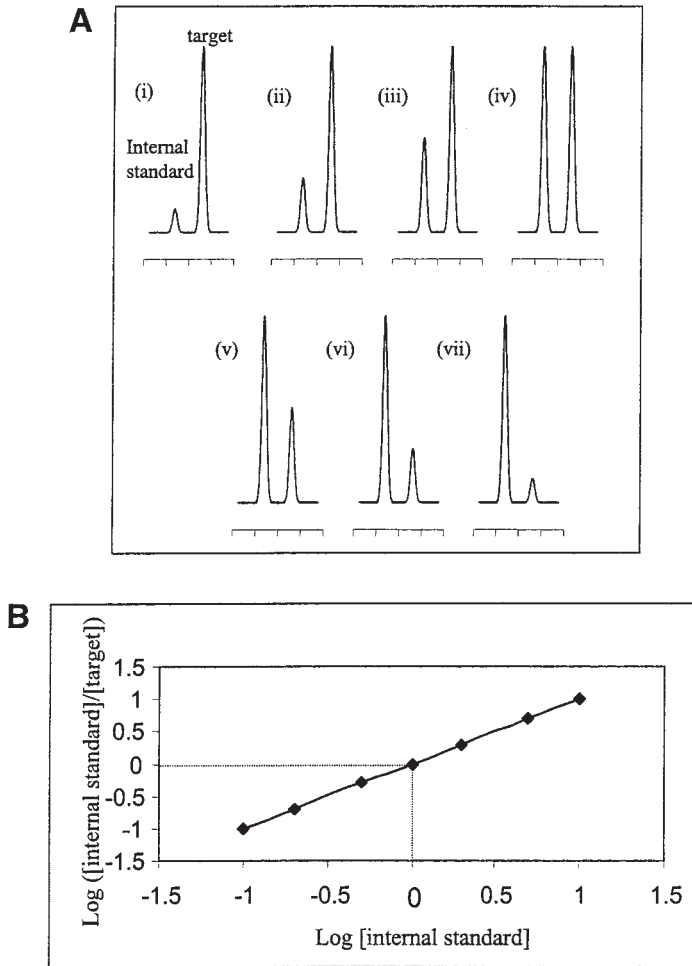 A
target
(i)
(ii)
(iii)
(iv)
Internal
standard
(v)
(vi)
(vii)
B
Log ([internal standard]/[target])
1.5
1
0.5
0
-0.5
-1
-1.5
-1.5
-1
-0.5
0
0.5
1
1.5
Log [internal standard]